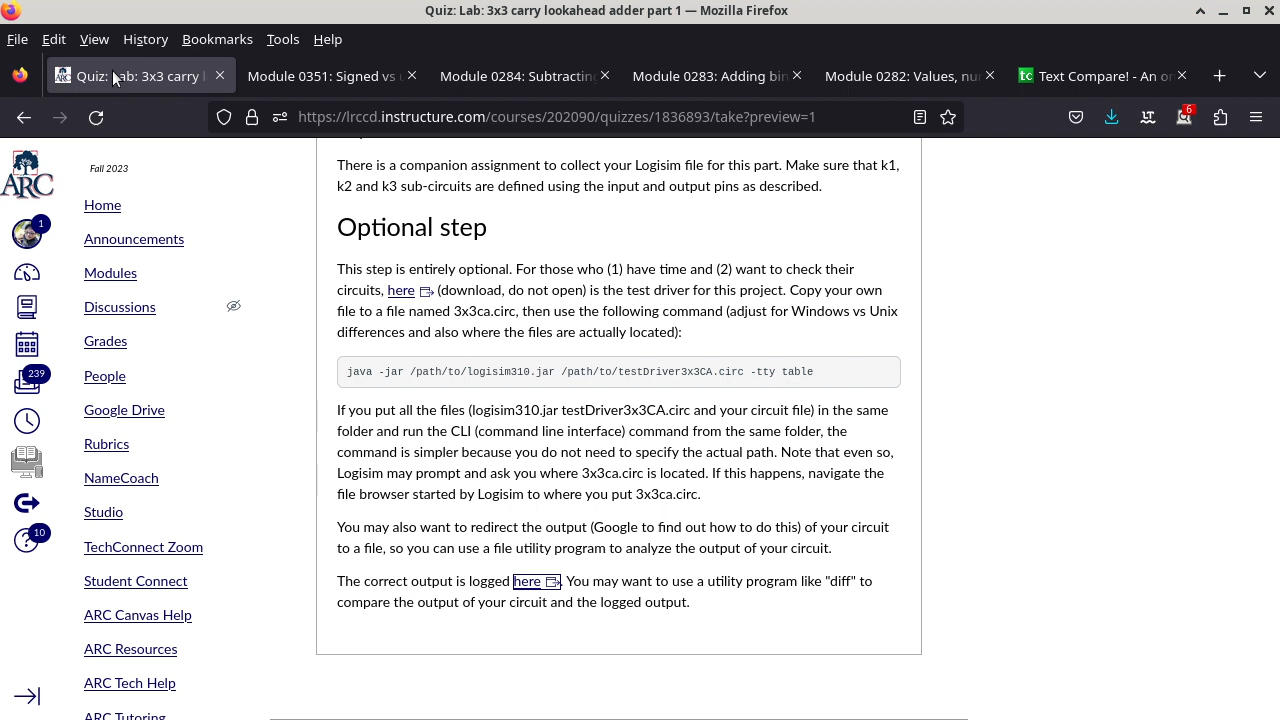 Quiz: Lab: 3x3 carry lookahead adder part 1 — Mozilla Firefox
File Edit View History Bookmarks Tools Help
Quiz: Lab: 3x3 carry l
Module 0351: Signed vs u
Module 0284: Subtracting
Module 0283: Adding bin
Module 0282: Values, nu
tc Text Compare! - An on
https://lrccd.instructure.com/courses/202090/quizzes/1836893/take?preview=1
6
ARC
1
239
10
Fall 2023
Home
Announcements
Modules
Discussions
Grades
People
Google Drive
Rubrics
NameCoach
Studio
TechConnect Zoom
Student Connect
ARC Canvas Help
ARC Resources
ARC Tech Help
ARC Tutoring
There is a companion assignment to collect your Logisim file for this part. Make sure that k1,
k2 and k3 sub-circuits are defined using the input and output pins as described.
Optional step
This step is entirely optional. For those who (1) have time and (2) want to check their
circuits, here (download, do not open) is the test driver for this project. Copy your own
file to a file named 3x3ca.circ, then use the following command (adjust for Windows vs Unix
differences and also where the files are actually located):
java -jar /path/to/logisim310.jar /path/to/testDriver3x3CA.circ -tty table
If you put all the files (logisim310.jar testDriver3x3CA.circ and your circuit file) in the same
folder and run the CLI (command line interface) command from the same folder, the
command is simpler because you do not need to specify the actual path. Note that even so,
Logisim may prompt and ask you where 3x3ca.circ is located. If this happens, navigate the
file browser started by Logisim to where you put 3x3ca.circ.
You may also want to redirect the output (Google to find out how to do this) of your circuit
to a file, so you can use a file utility program to analyze the output of your circuit.
The correct output is logged here. You may want to use a utility program like "diff" to
compare the output of your circuit and the logged output.